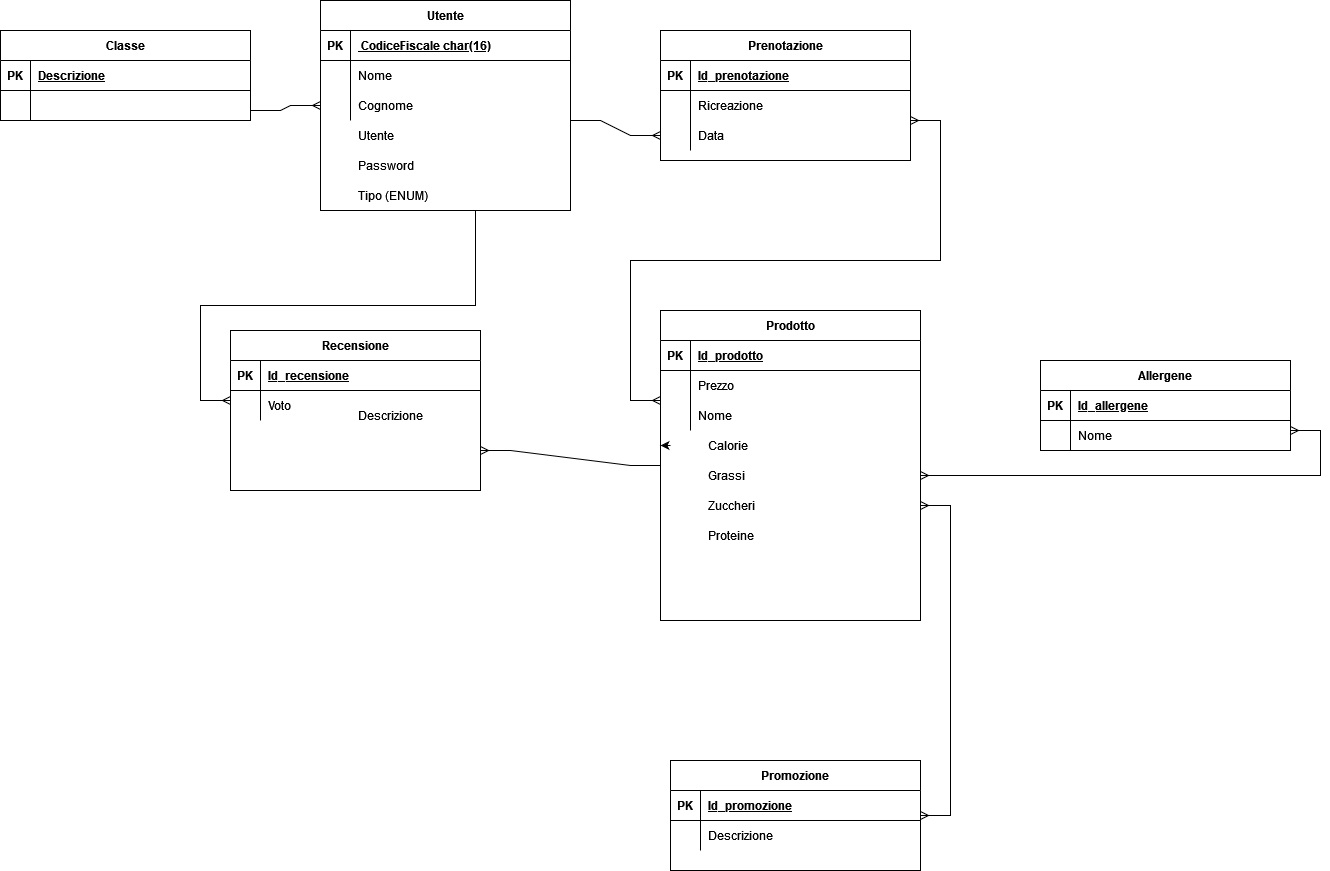 Classe
PK Descrizione
Utente
PK CodiceFiscale char(16)
Nome
Cognome
Utente
Password
Tipo (ENUM)
Prenotazione
PK Id_prenotazione
Ricreazione
Data
Recensione
PK Id_recensione
Voto
Descrizione
Prodotto
PK Id_prodotto
Prezzo
Nome
Calorie
Grassi
Zuccheri
Proteine
Allergene
PK Id_allergene
Nome
Promozione
PK Id_promozione
Descrizione